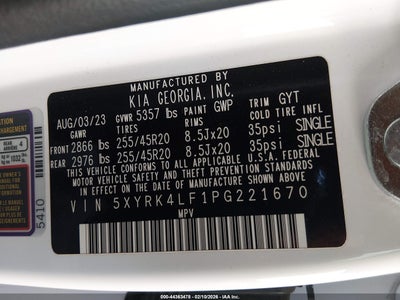 MANUFACTURED BY
KIA GEORGIA, INC.
AUG/03/23 GVWR 5357 lbs PAINT GWP TRIM GYT
GAWR TIRES RIMS COLD TIRE INFL
FRONT 2866 lbs 255/45R20 8.5Jx20 35psi SINGLE
REAR 2976 lbs 255/45R20 8.5Jx20 35psi SINGLE
THIS VEHICLE CONFORMS TO ALL APPLICABLE U.S. FEDERAL MOTOR
VEHICLE SAFETY AND THEFT PREVENTION STANDARDS IN EFFECT
ON THE DATE OF MANUFACTURE SHOWN ABOVE.
VIN 5XYRK4LF1PG221670
MPV
5410
000-44363478 - 02/10/2026 - IAA Inc.